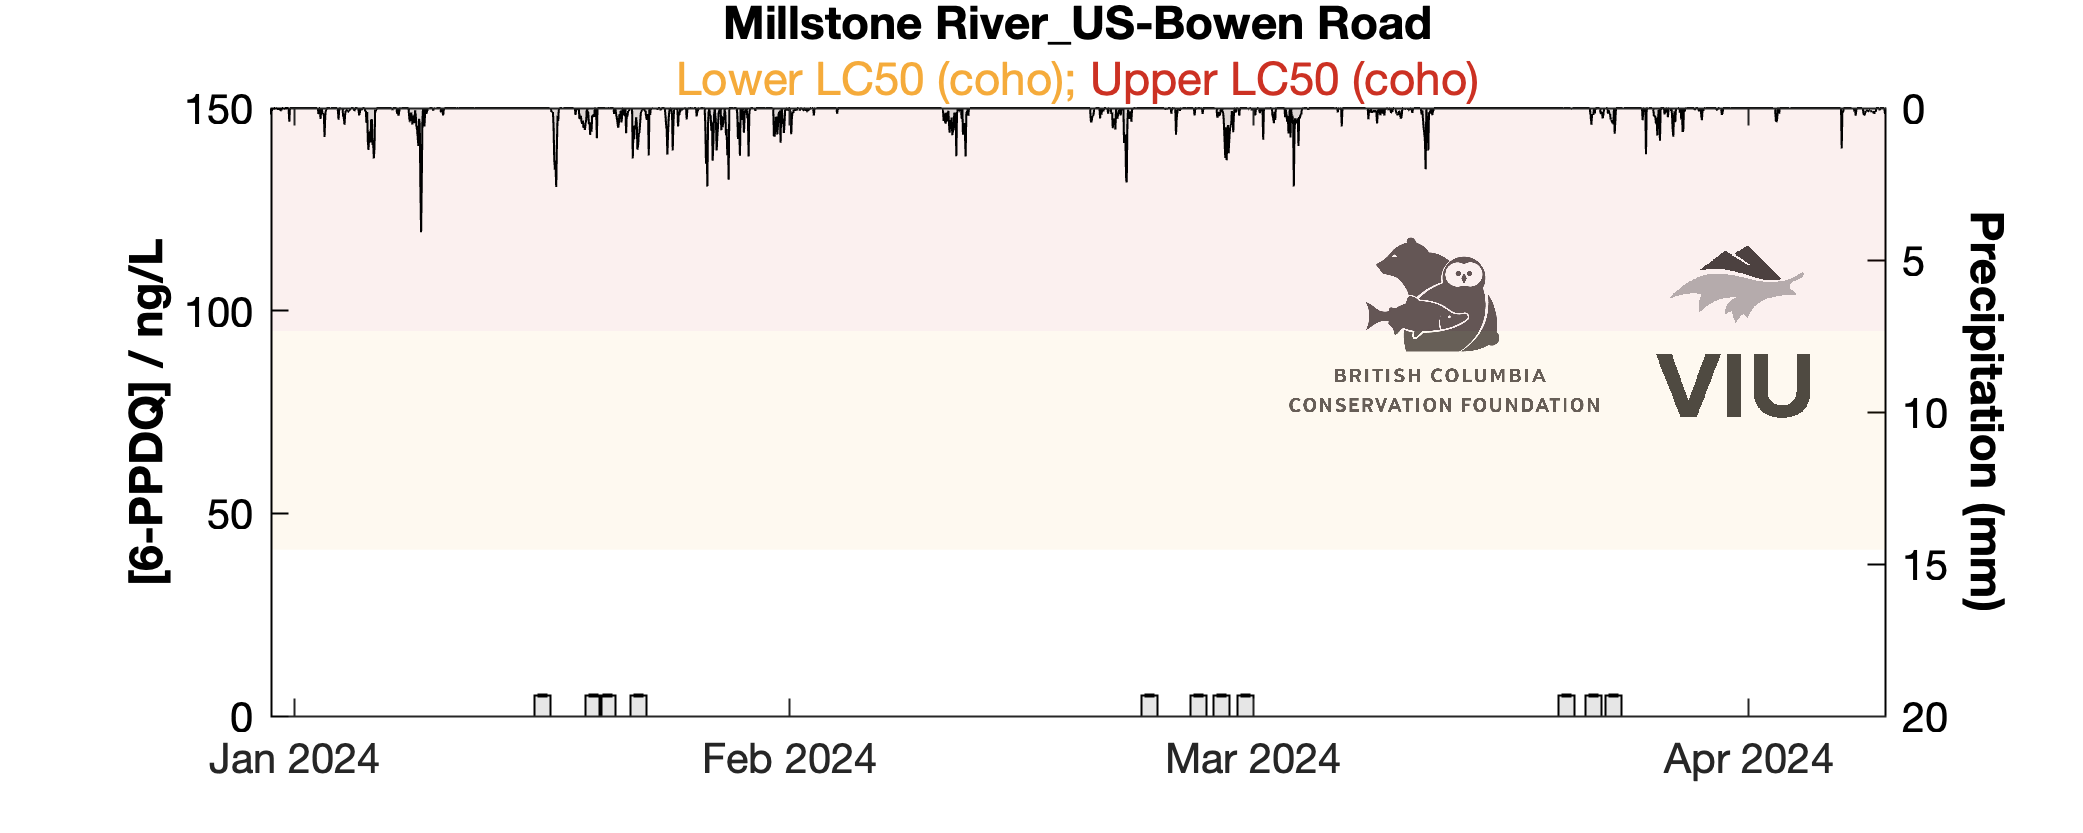 Millstone River_US-Bowen Road
Lower LC50 (coho); Upper LC50 (coho)
[6-PPDQ] / ng/L
150
100
50
0
Jan 2024
Feb 2024
Mar 2024
Apr 2024
0
5
10
15
20
Precipitation (mm)
BRITISH COLUMBIA
CONSERVATION FOUNDATION
VIU